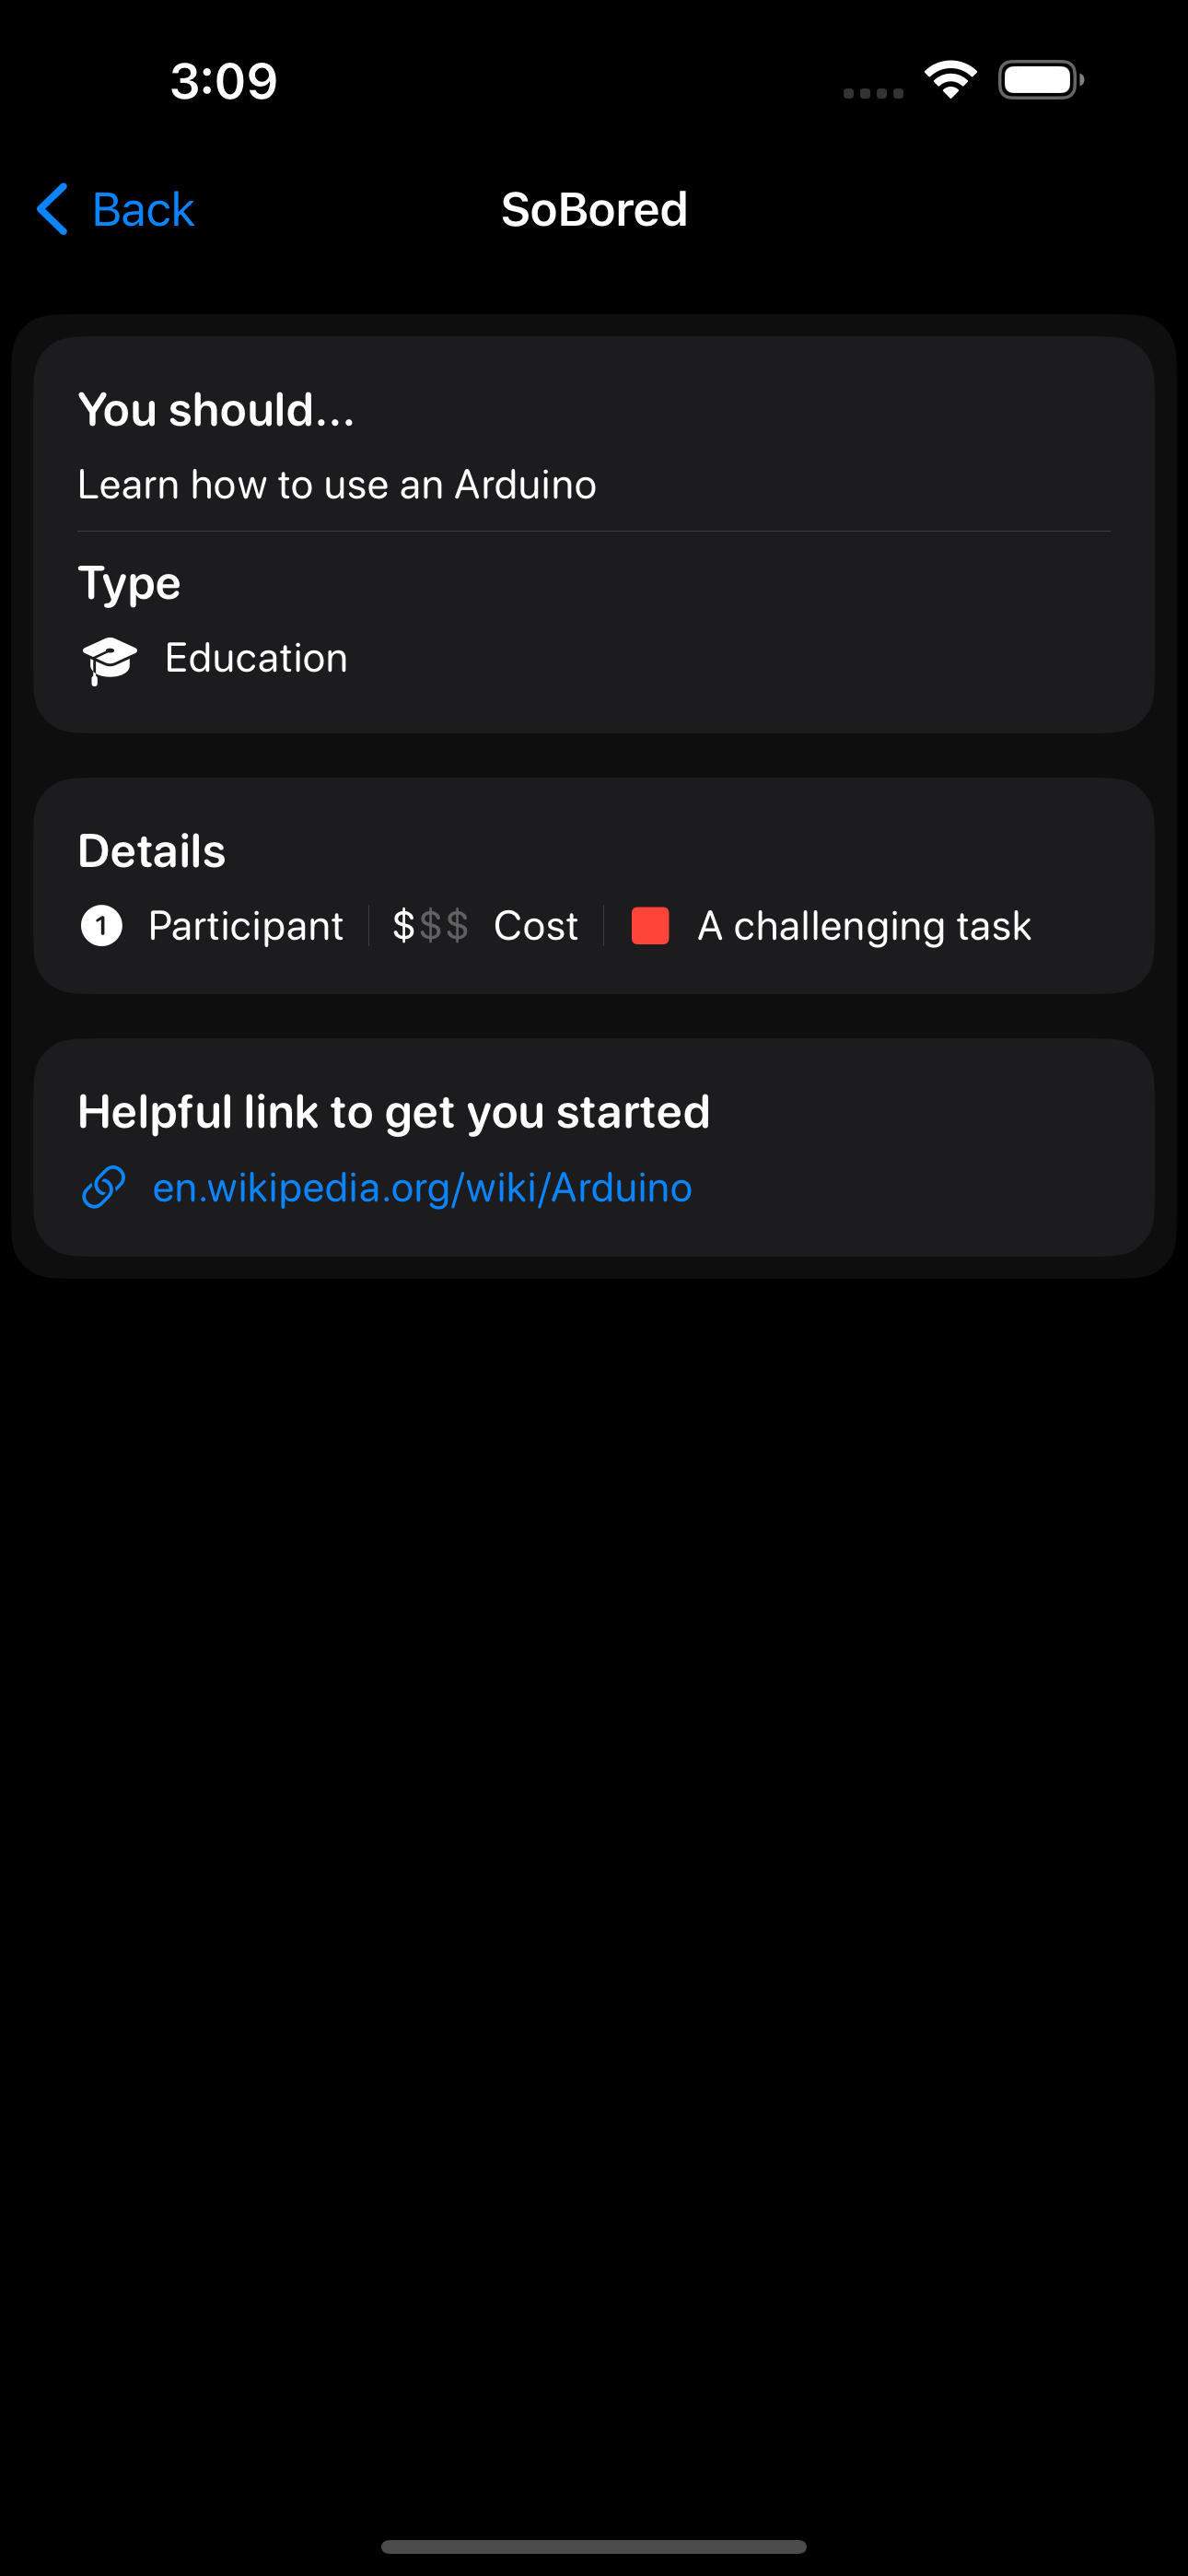 3:09
Back
SoBored
You should...
Learn how to use an Arduino
Type
Education
Details
1 Participant $$$ Cost A challenging task
Helpful link to get you started
en.wikipedia.org/wiki/Arduino